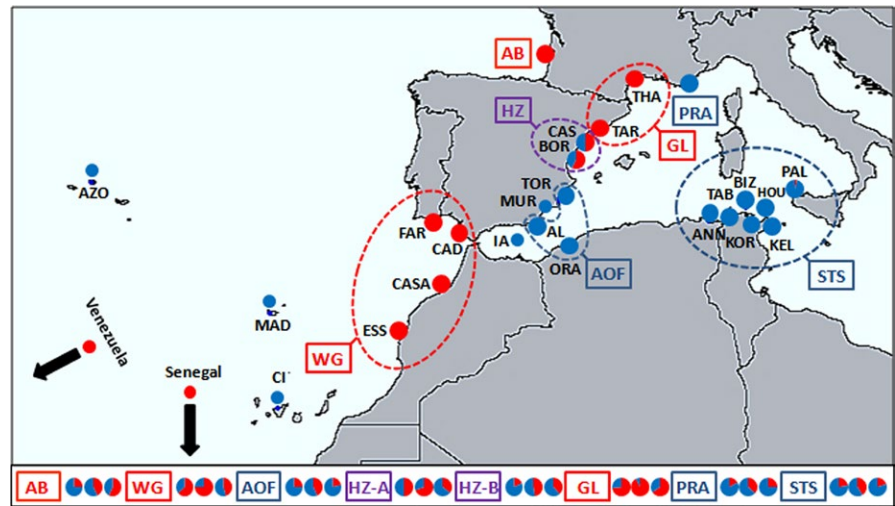 AB
THA
PRA
HZ
CAS
BOR
TAR
GL
TOR
MUR
AZO
FAR
CAD
IA
AL
ORA
AOF
PAL
BIZ
HOU
TAB
ANN
KOR
KEL
STS
CASA
ESS
WG
MAD
Venezuela
Senegal
CI
AB WG AOF HZ-A HZ-B GL PRA STS